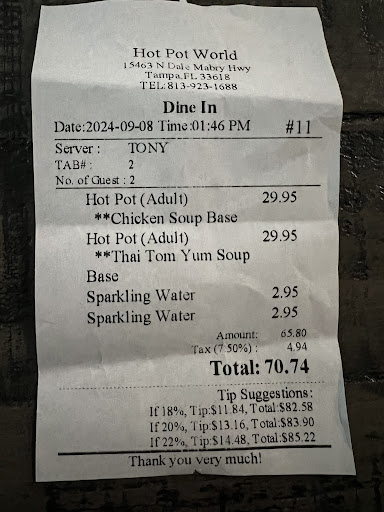 Hot Pot World
15463 N Dale Mabry Hwy
Tampa,FL 33618
TEL:813-923-1688
Dine In
Date:2024-09-08 Time:01:46 PM #11
Server : TONY
TAB# : 2
No. of Guest : 2
Hot Pot (Adult) 29.95
**Chicken Soup Base
Hot Pot (Adult) 29.95
**Thai Tom Yum Soup
Base
Sparkling Water 2.95
Sparkling Water 2.95
Amount: 65.80
Tax (7.50%) : 4.94
Total: 70.74
Tip Suggestions:
If 18%, Tip:$11.84, Total:$82.58
If 20%, Tip:$13.16, Total:$83.90
If 22%, Tip:$14.48, Total:$85.22
Thank you very much!